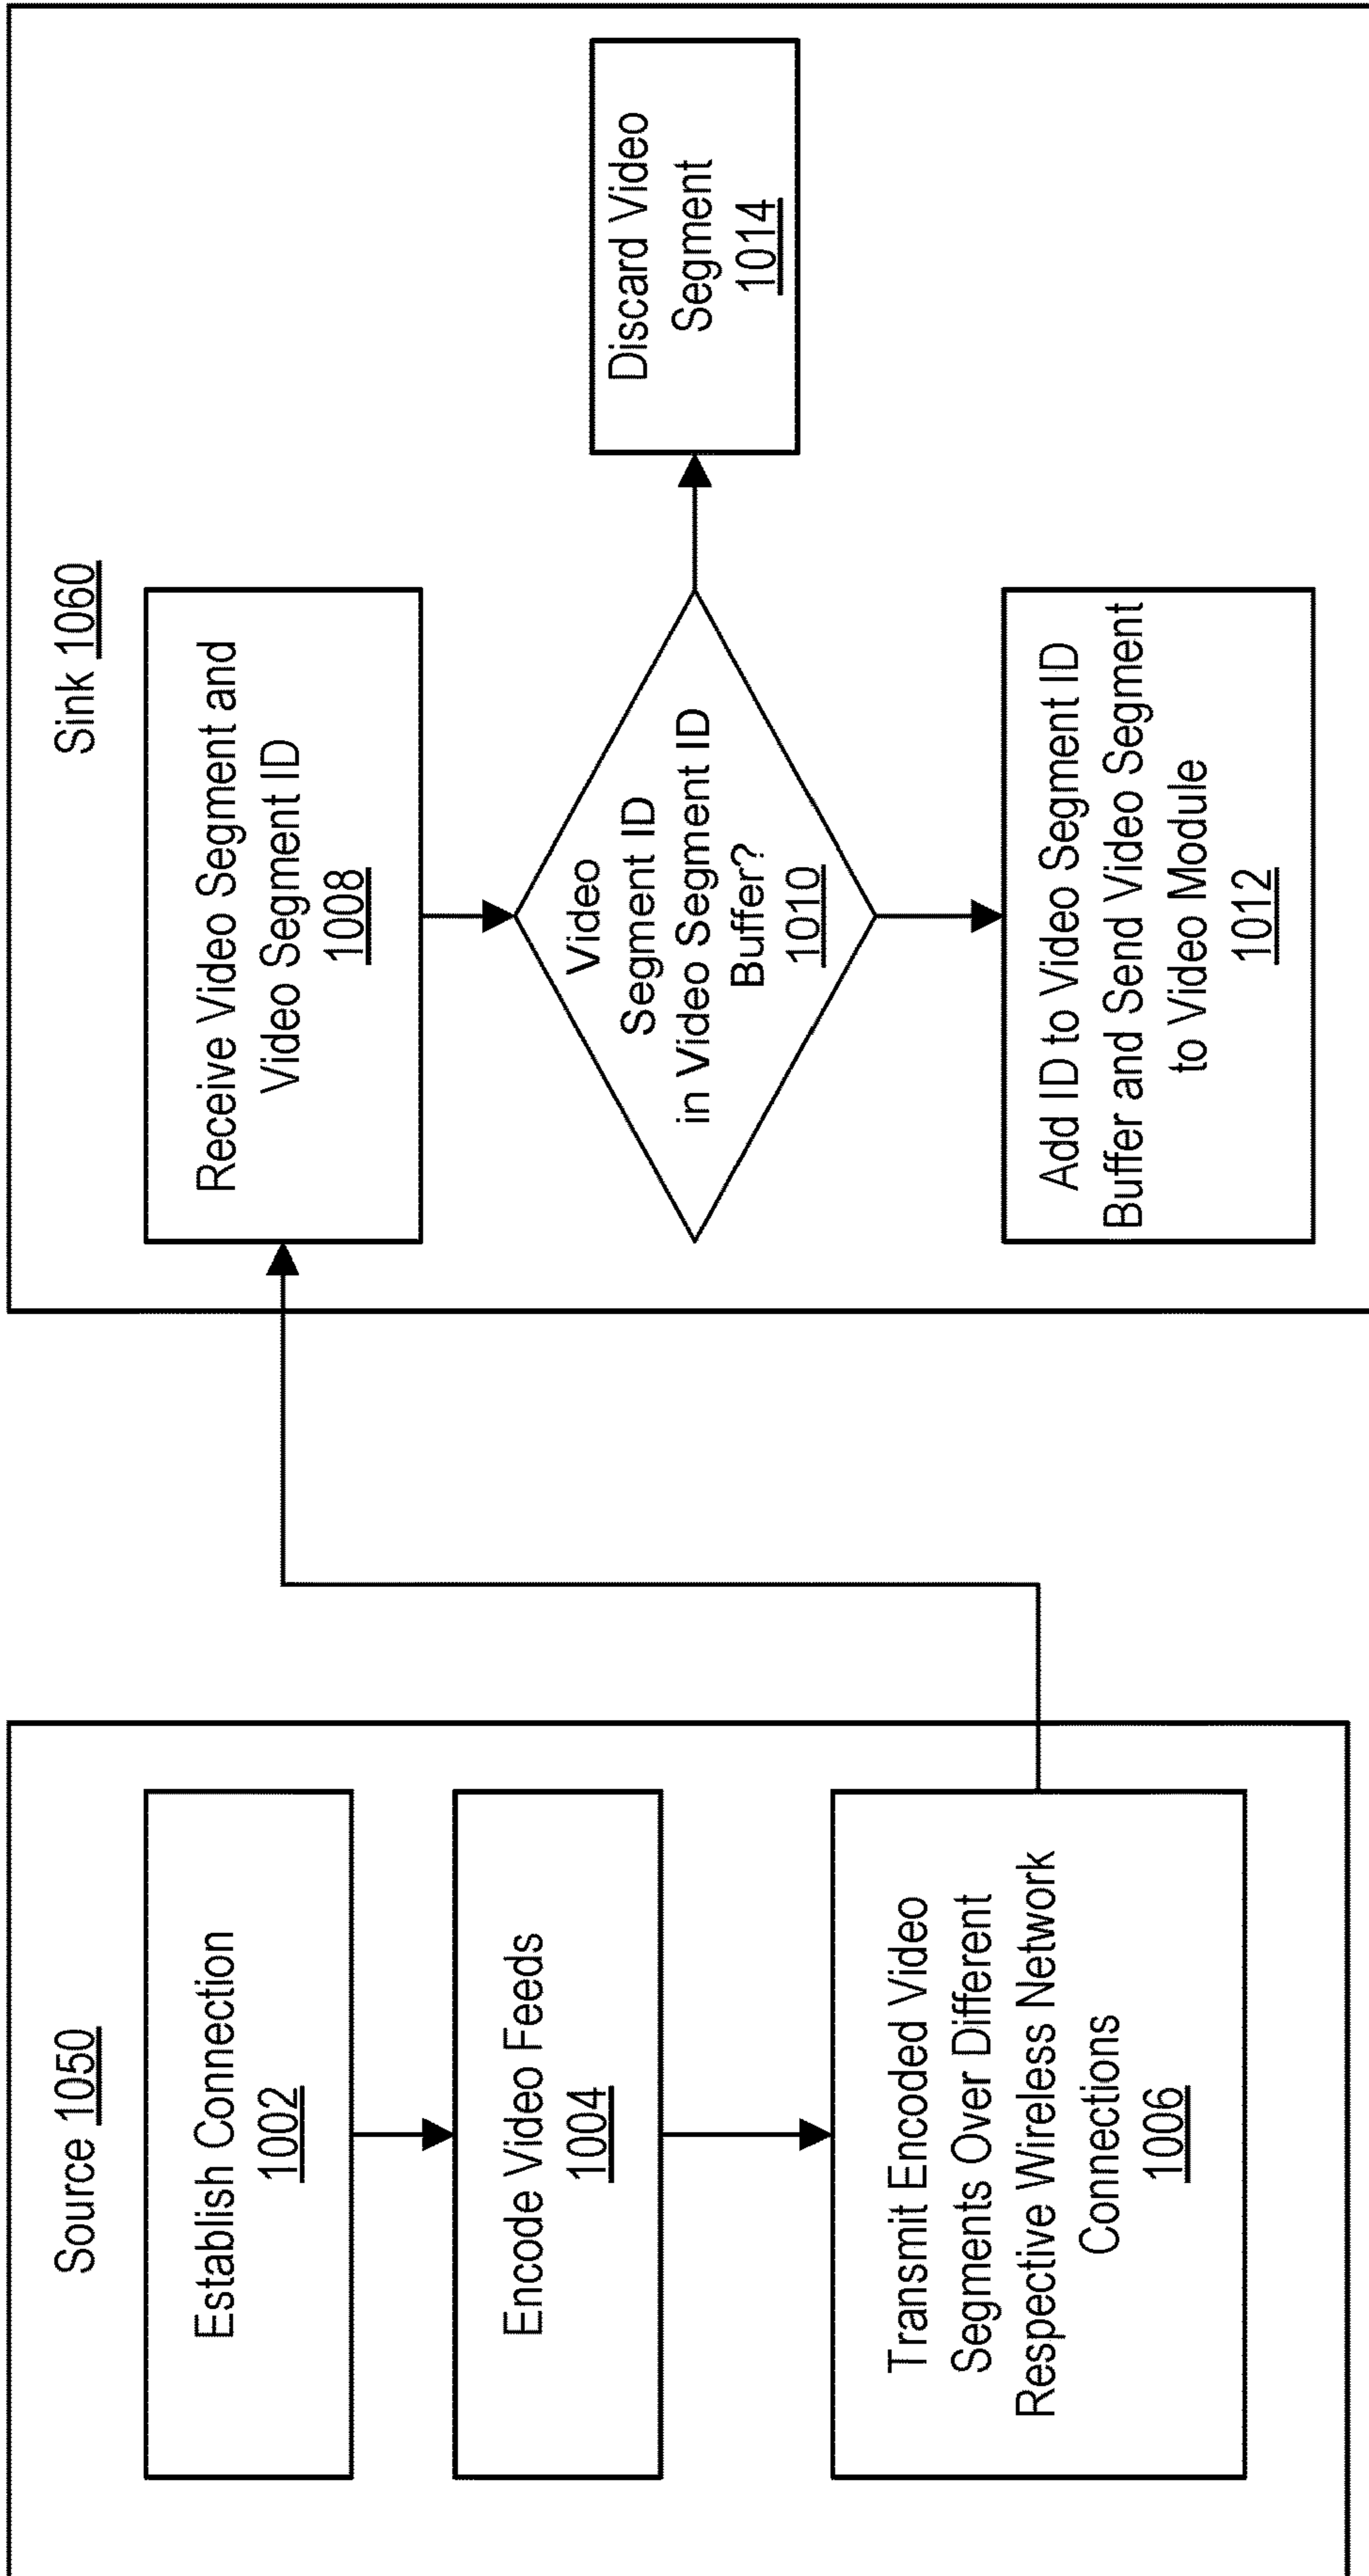 Source 1050
Establish Connection
1002
Encode Video Feeds
1004
Transmit Encoded Video
Segments Over Different
Respective Wireless Network
Connections
1006
Sink 1060
Receive Video Segment and
Video Segment ID
1008
Video
Segment ID
in Video Segment ID
Buffer?
1010
Discard Video
Segment
1014
Add ID to Video Segment ID
Buffer and Send Video Segment
to Video Module
1012